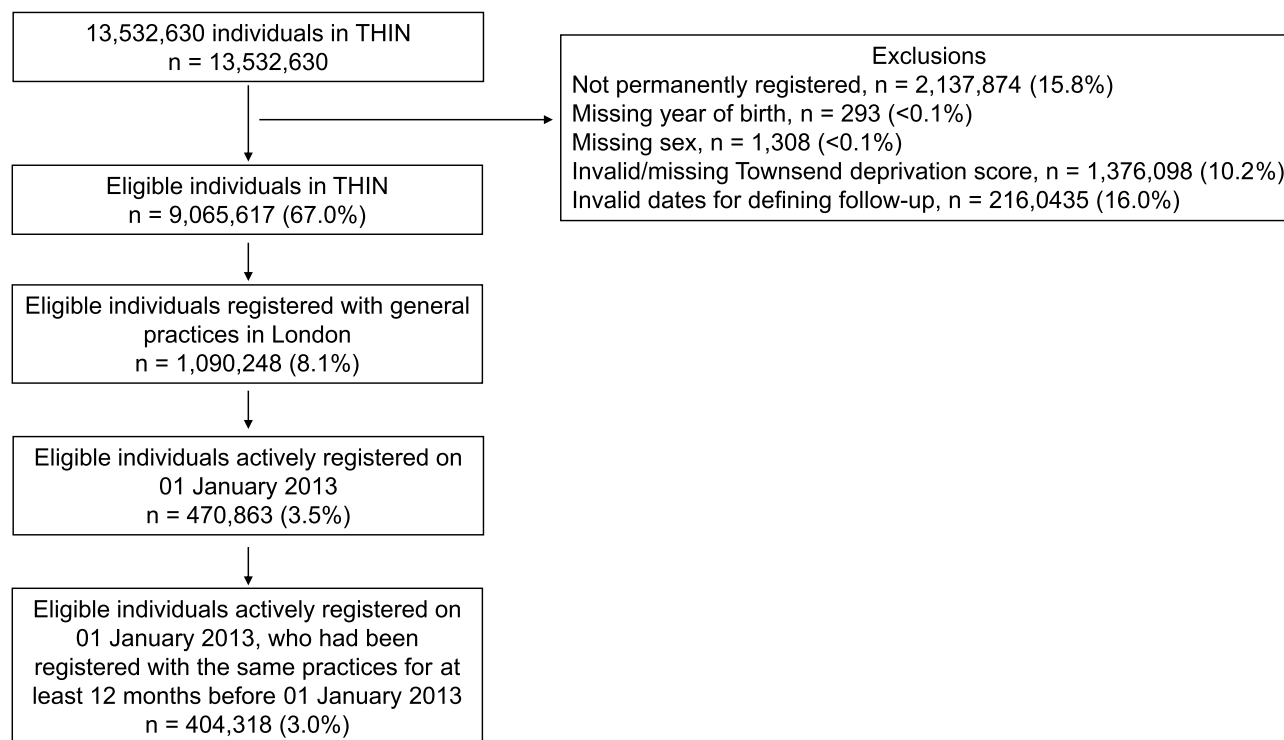 13,532,630 individuals in THIN
n = 13,532,630
Exclusions
Not permanently registered, n = 2,137,874 (15.8%)
Missing year of birth, n = 293 (<0.1%)
Missing sex, n = 1,308 (<0.1%)
Invalid/missing Townsend deprivation score, n = 1,376,098 (10.2%)
Invalid dates for defining follow-up, n = 216,0435 (16.0%)
Eligible individuals in THIN
n = 9,065,617 (67.0%)
Eligible individuals registered with general
practices in London
n = 1,090,248 (8.1%)
Eligible individuals actively registered on
01 January 2013
n = 470,863 (3.5%)
Eligible individuals actively registered on
01 January 2013, who had been
registered with the same practices for at
least 12 months before 01 January 2013
n = 404,318 (3.0%)